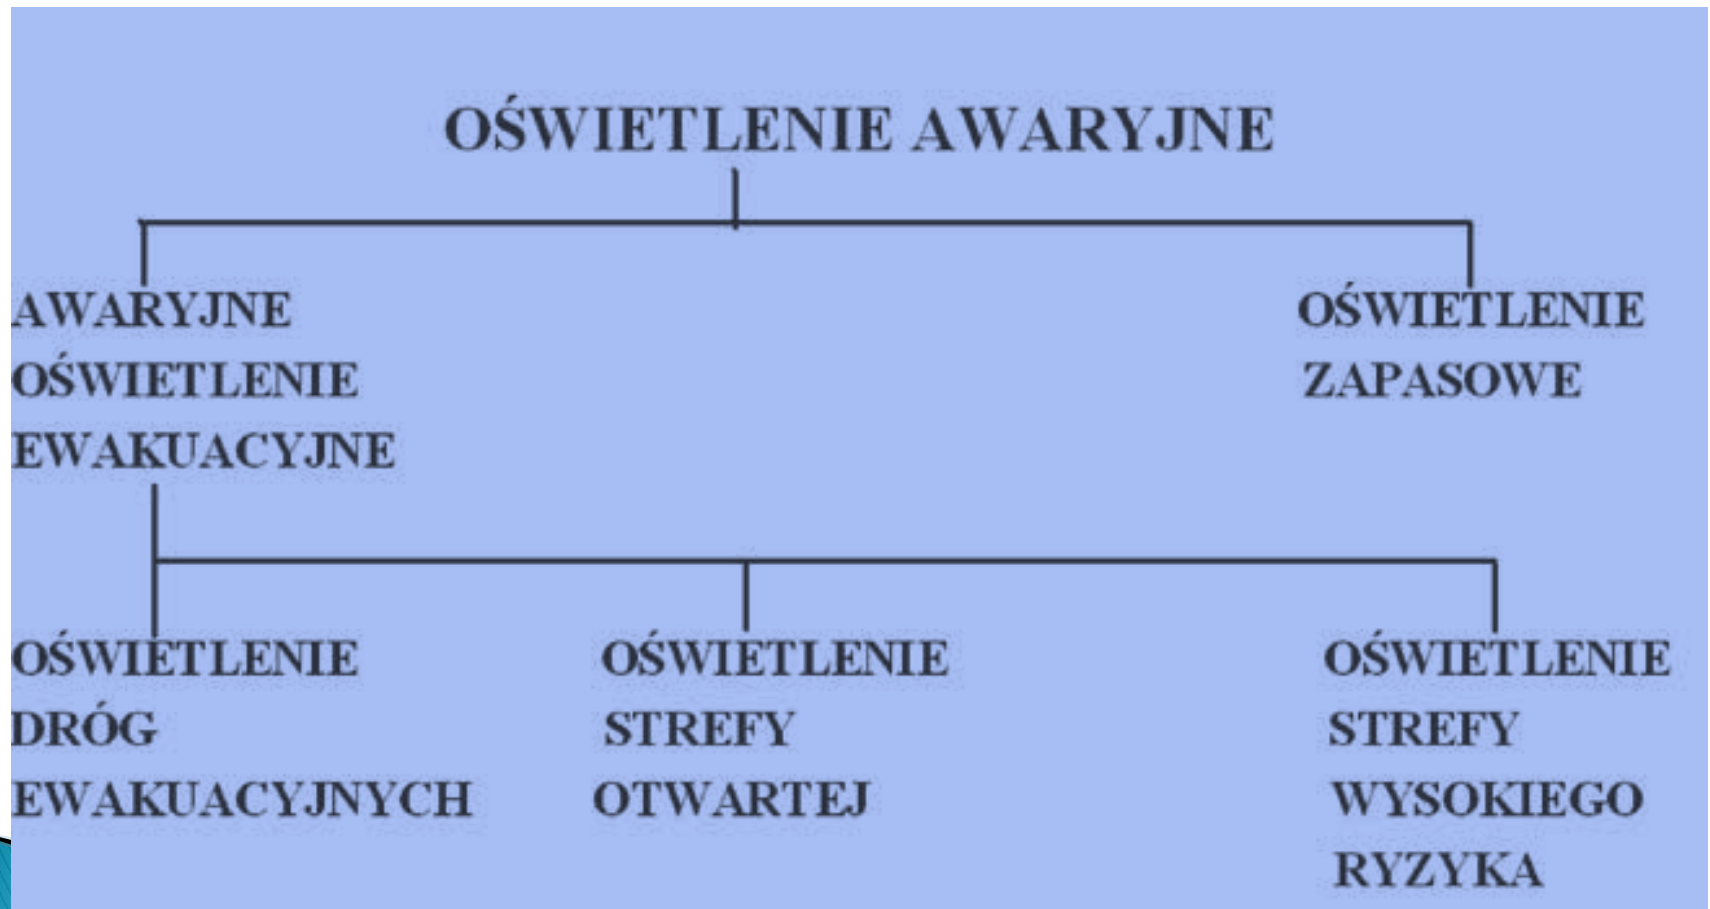 OŚWIETLENIE AWARYJNE
AWARYJNE
OŚWIETLENIE
EWAKUACYJNE
OŚWIETLENIE
ZAPASOWE
OŚWIETLENIE
DRÓG
EWAKUACYJNYCH
OŚWIETLENIE
STREFY
OTWARTEJ
OŚWIETLENIE
STREFY
WYSOKIEGO
RYZYKA